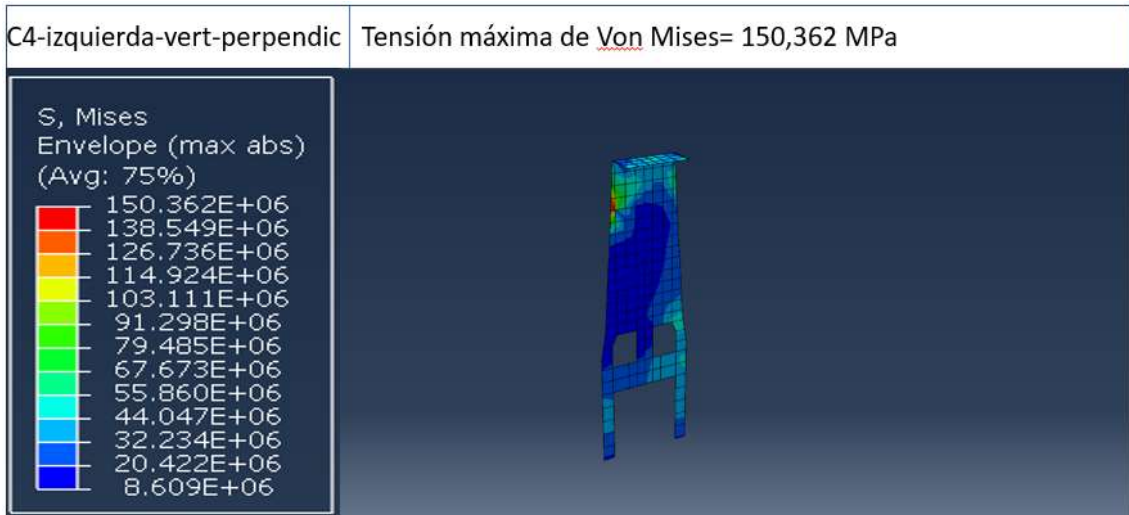 C4-izquierda-vert-perpendic Tensión máxima de Von Mises= 150,362 MPa
S, Mises
Envelope (max abs)
(Avg: 75%)
150.362E+06
138.549E+06
126.736E+06
114.924E+06
103.111E+06
91.298E+06
79.485E+06
67.673E+06
55.860E+06
44.047E+06
32.234E+06
20.422E+06
8.609E+06